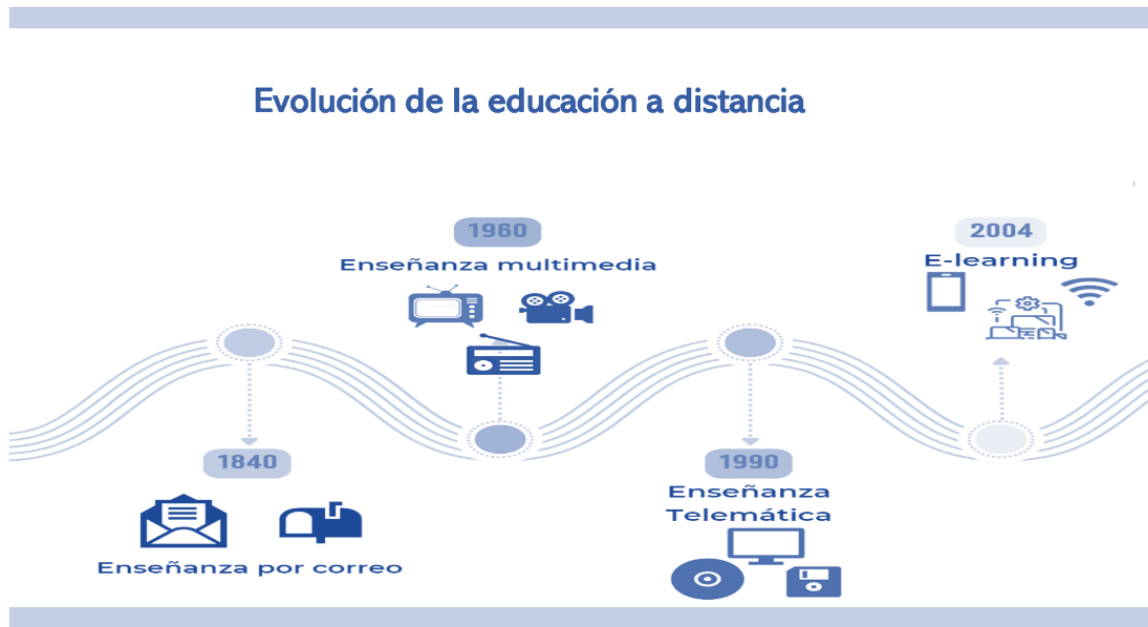 Evolución de la educación a distancia
1840
Enseñanza por correo
1960
Enseñanza multimedia
1990
Enseñanza
Telemática
2004
E-learning